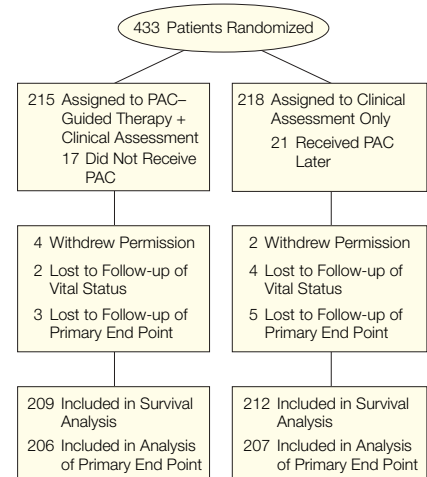 433 Patients Randomized
215 Assigned to PAC–
Guided Therapy +
Clinical Assessment
17 Did Not Receive
PAC
218 Assigned to Clinical
Assessment Only
21 Received PAC
Later
4 Withdrew Permission
2 Lost to Follow-up of
Vital Status
3 Lost to Follow-up of
Primary End Point
2 Withdrew Permission
4 Lost to Follow-up of
Vital Status
5 Lost to Follow-up of
Primary End Point
209 Included in Survival
Analysis
206 Included in Analysis
of Primary End Point
212 Included in Survival
Analysis
207 Included in Analysis
of Primary End Point